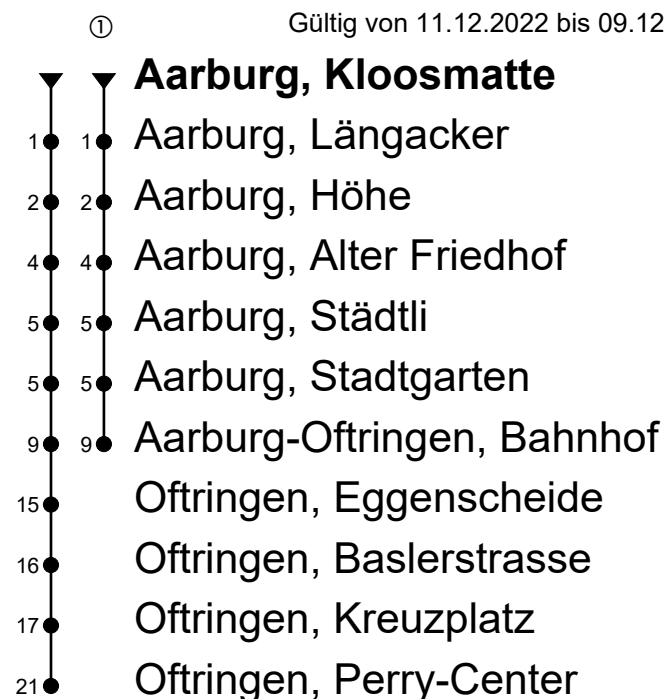 ① Gültig von 11.12.2022 bis 09.12
Aarburg, Kloosmatte
1 1 Aarburg, Längacker
2 2 Aarburg, Höhe
4 4 Aarburg, Alter Friedhof
5 5 Aarburg, Städtli
5 5 Aarburg, Stadtgarten
9 9 Aarburg-Oftringen, Bahnhof
15 Oftringen, Eggenscheide
16 Oftringen, Baslerstrasse
17 Oftringen, Kreuzplatz
21 Oftringen, Perry-Center